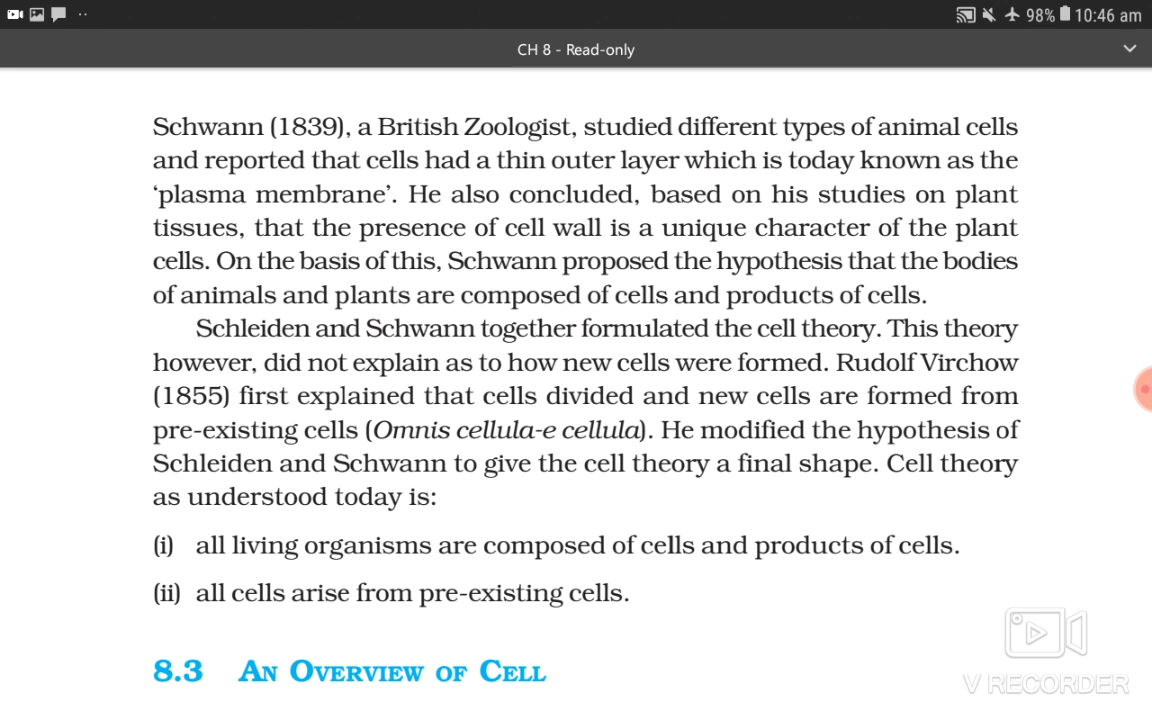 98% 10:46 am
CH 8 - Read-only
Schwann (1839), a British Zoologist, studied different types of animal cells
and reported that cells had a thin outer layer which is today known as the
‘plasma membrane’. He also concluded, based on his studies on plant
tissues, that the presence of cell wall is a unique character of the plant
cells. On the basis of this, Schwann proposed the hypothesis that the bodies
of animals and plants are composed of cells and products of cells.
Schleiden and Schwann together formulated the cell theory. This theory
however, did not explain as to how new cells were formed. Rudolf Virchow
(1855) first explained that cells divided and new cells are formed from
pre-existing cells (Omnis cellula-e cellula). He modified the hypothesis of
Schleiden and Schwann to give the cell theory a final shape. Cell theory
as understood today is:
(i) all living organisms are composed of cells and products of cells.
(ii) all cells arise from pre-existing cells.
8.3 AN OVERVIEW OF CELL
V RECORDER